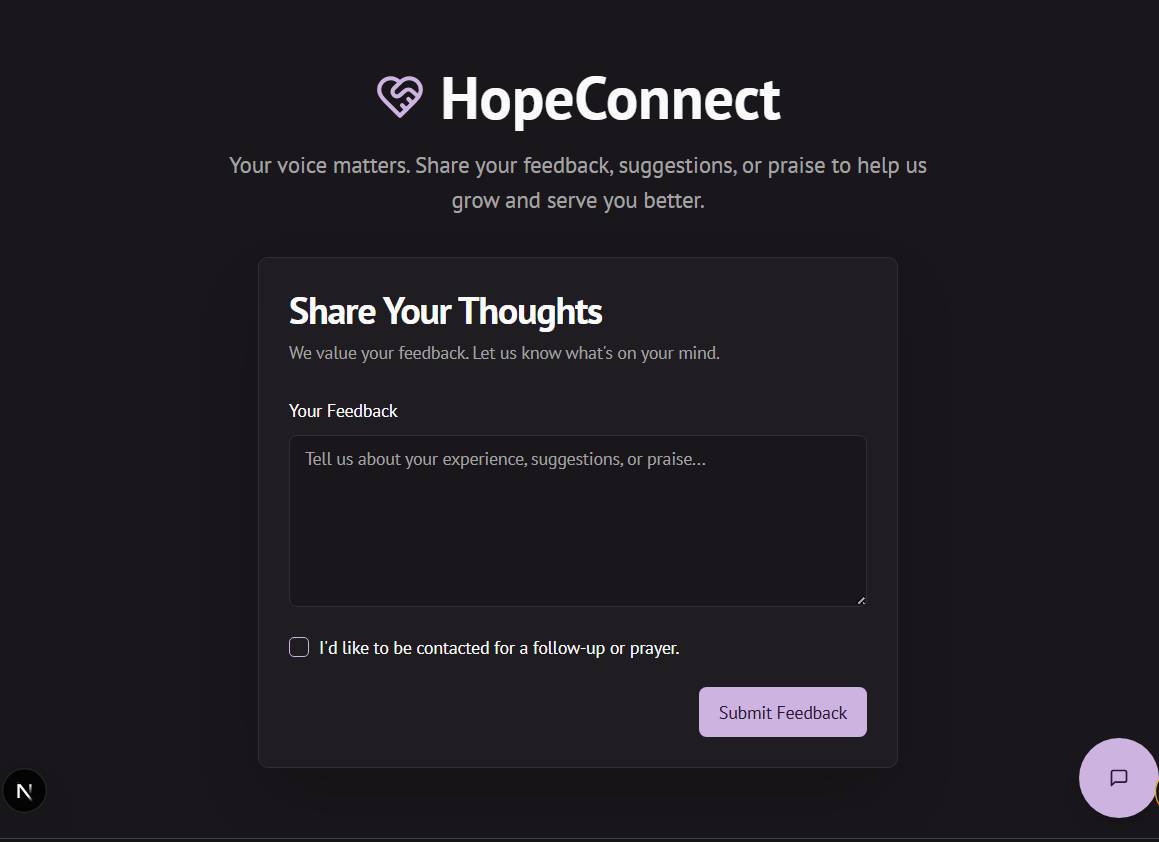 HopeConnect
Your voice matters. Share your feedback, suggestions, or praise to help us
grow and serve you better.
Share Your Thoughts
We value your feedback. Let us know what's on your mind.
Your Feedback
Tell us about your experience, suggestions, or praise...
I'd like to be contacted for a follow-up or prayer.
Submit Feedback
N